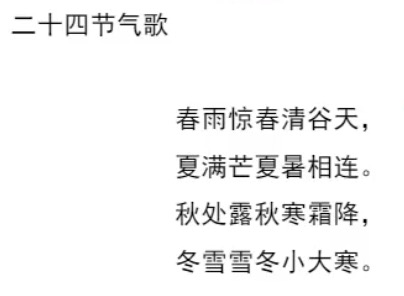 二十四节气歌
春雨惊春清谷天，
夏满芒夏暑相连。
秋处露秋寒霜降，
冬雪雪冬小大寒。